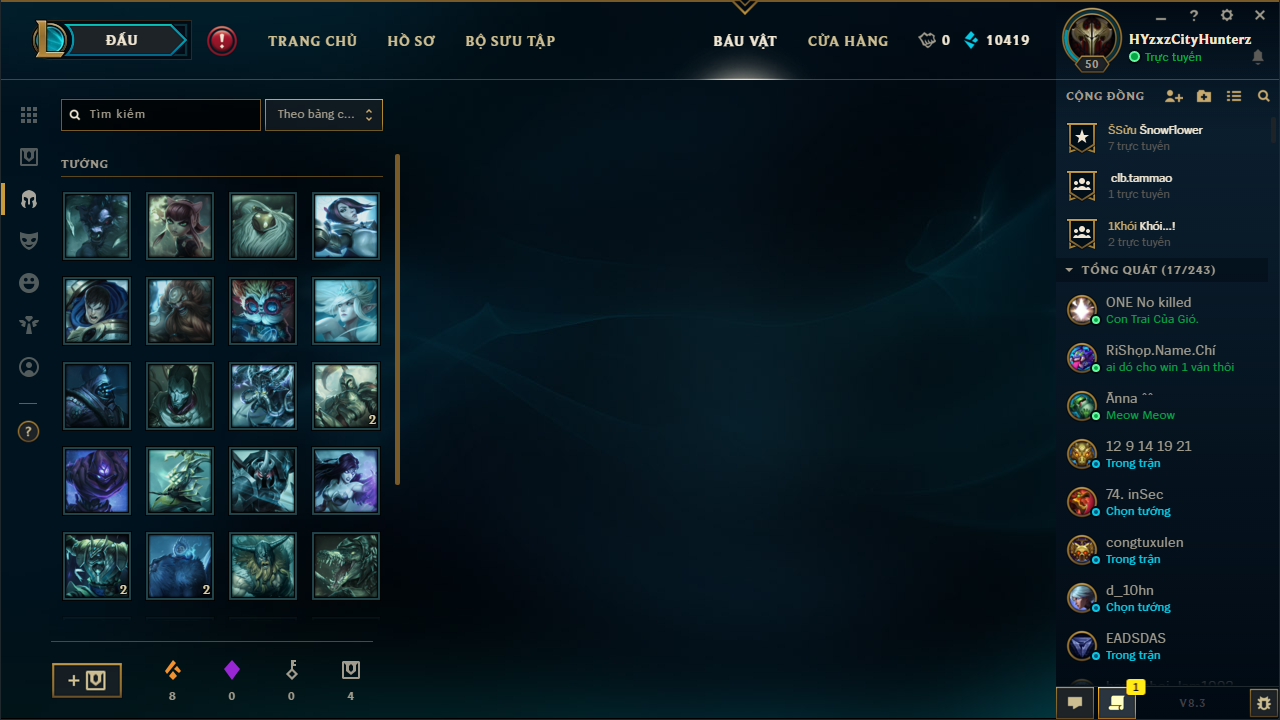 ĐẤU
TRANG CHỦ
HỒ SƠ
BỘ SƯU TẬP
BÁU VẬT
CỬA HÀNG
0
10419
50
HYzxzCityHunterz
Trực tuyến
Tìm kiếm
Theo bảng c...
TƯỚNG
2
2
2
8
0
0
4
CỘNG ĐỒNG
ŠSửu ŠnowFlower
7 trực tuyến
clb.tammao
1 trực tuyến
1Khói Khói...!
2 trực tuyến
TỔNG QUÁT (17/243)
ONE No killed
Con Trai Của Gió.
RiShop.Name.Chí
ai dó cho win 1 ván thôi
Ãnna ^^
Meow Meow
12 9 14 19 21
Trong trận
74. inSec
Chọn tướng
congtuxulen
Trong trận
d_10hn
Chọn tướng
EADSDAS
Trong trận
1
V8.3